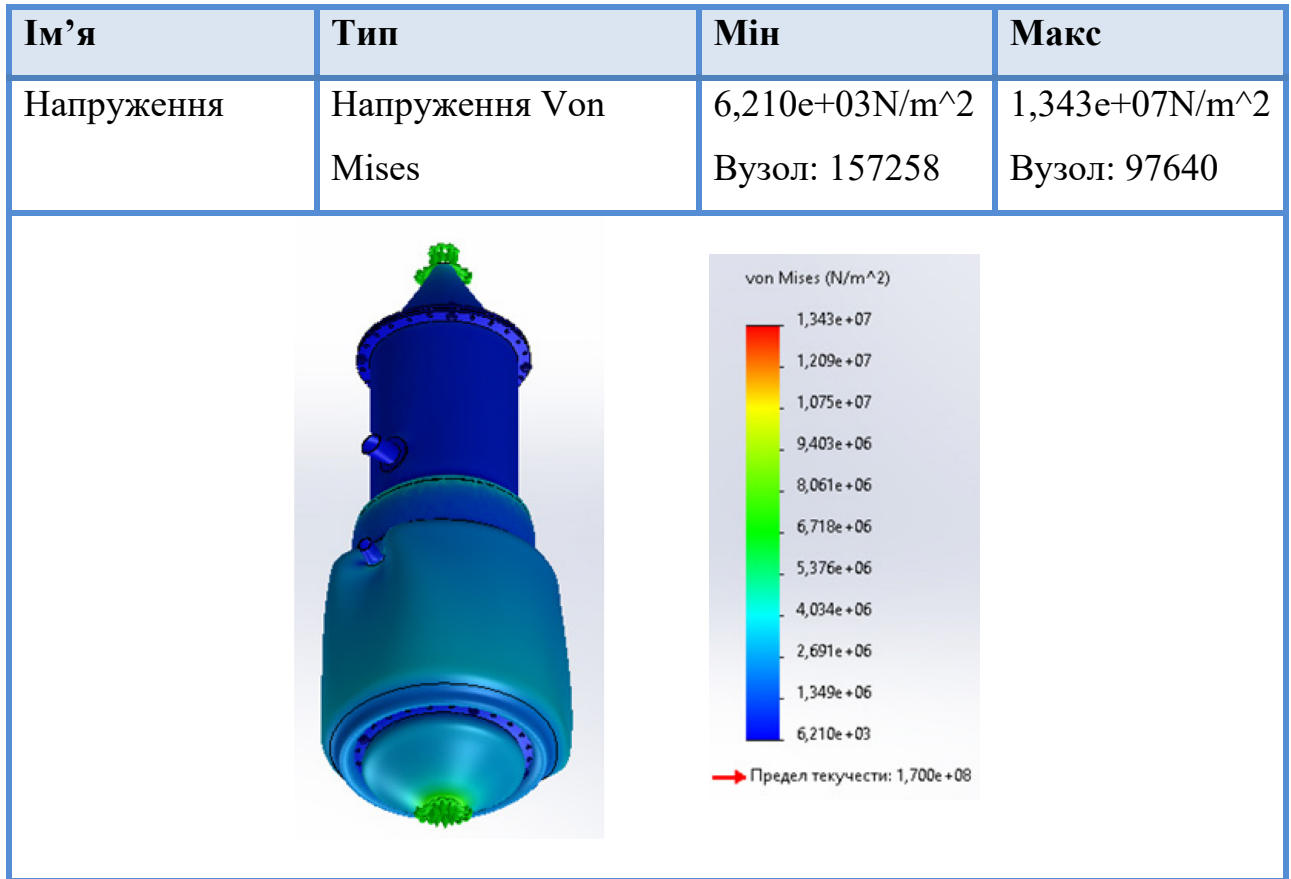 Ім’я Тип Мін Макс
Напруження Напруження Von 6,210e+03N/m^2 1,343e+07N/m^2
Mises Вузол: 157258 Вузол: 97640
von Mises (N/m^2)
1,343e+07
1,209e+07
1,075e+07
9,403e+06
8,061e+06
6,718e+06
5,376e+06
4,034e+06
2,691e+06
1,349e+06
6,210e+03
Предел текучести: 1,700e+08